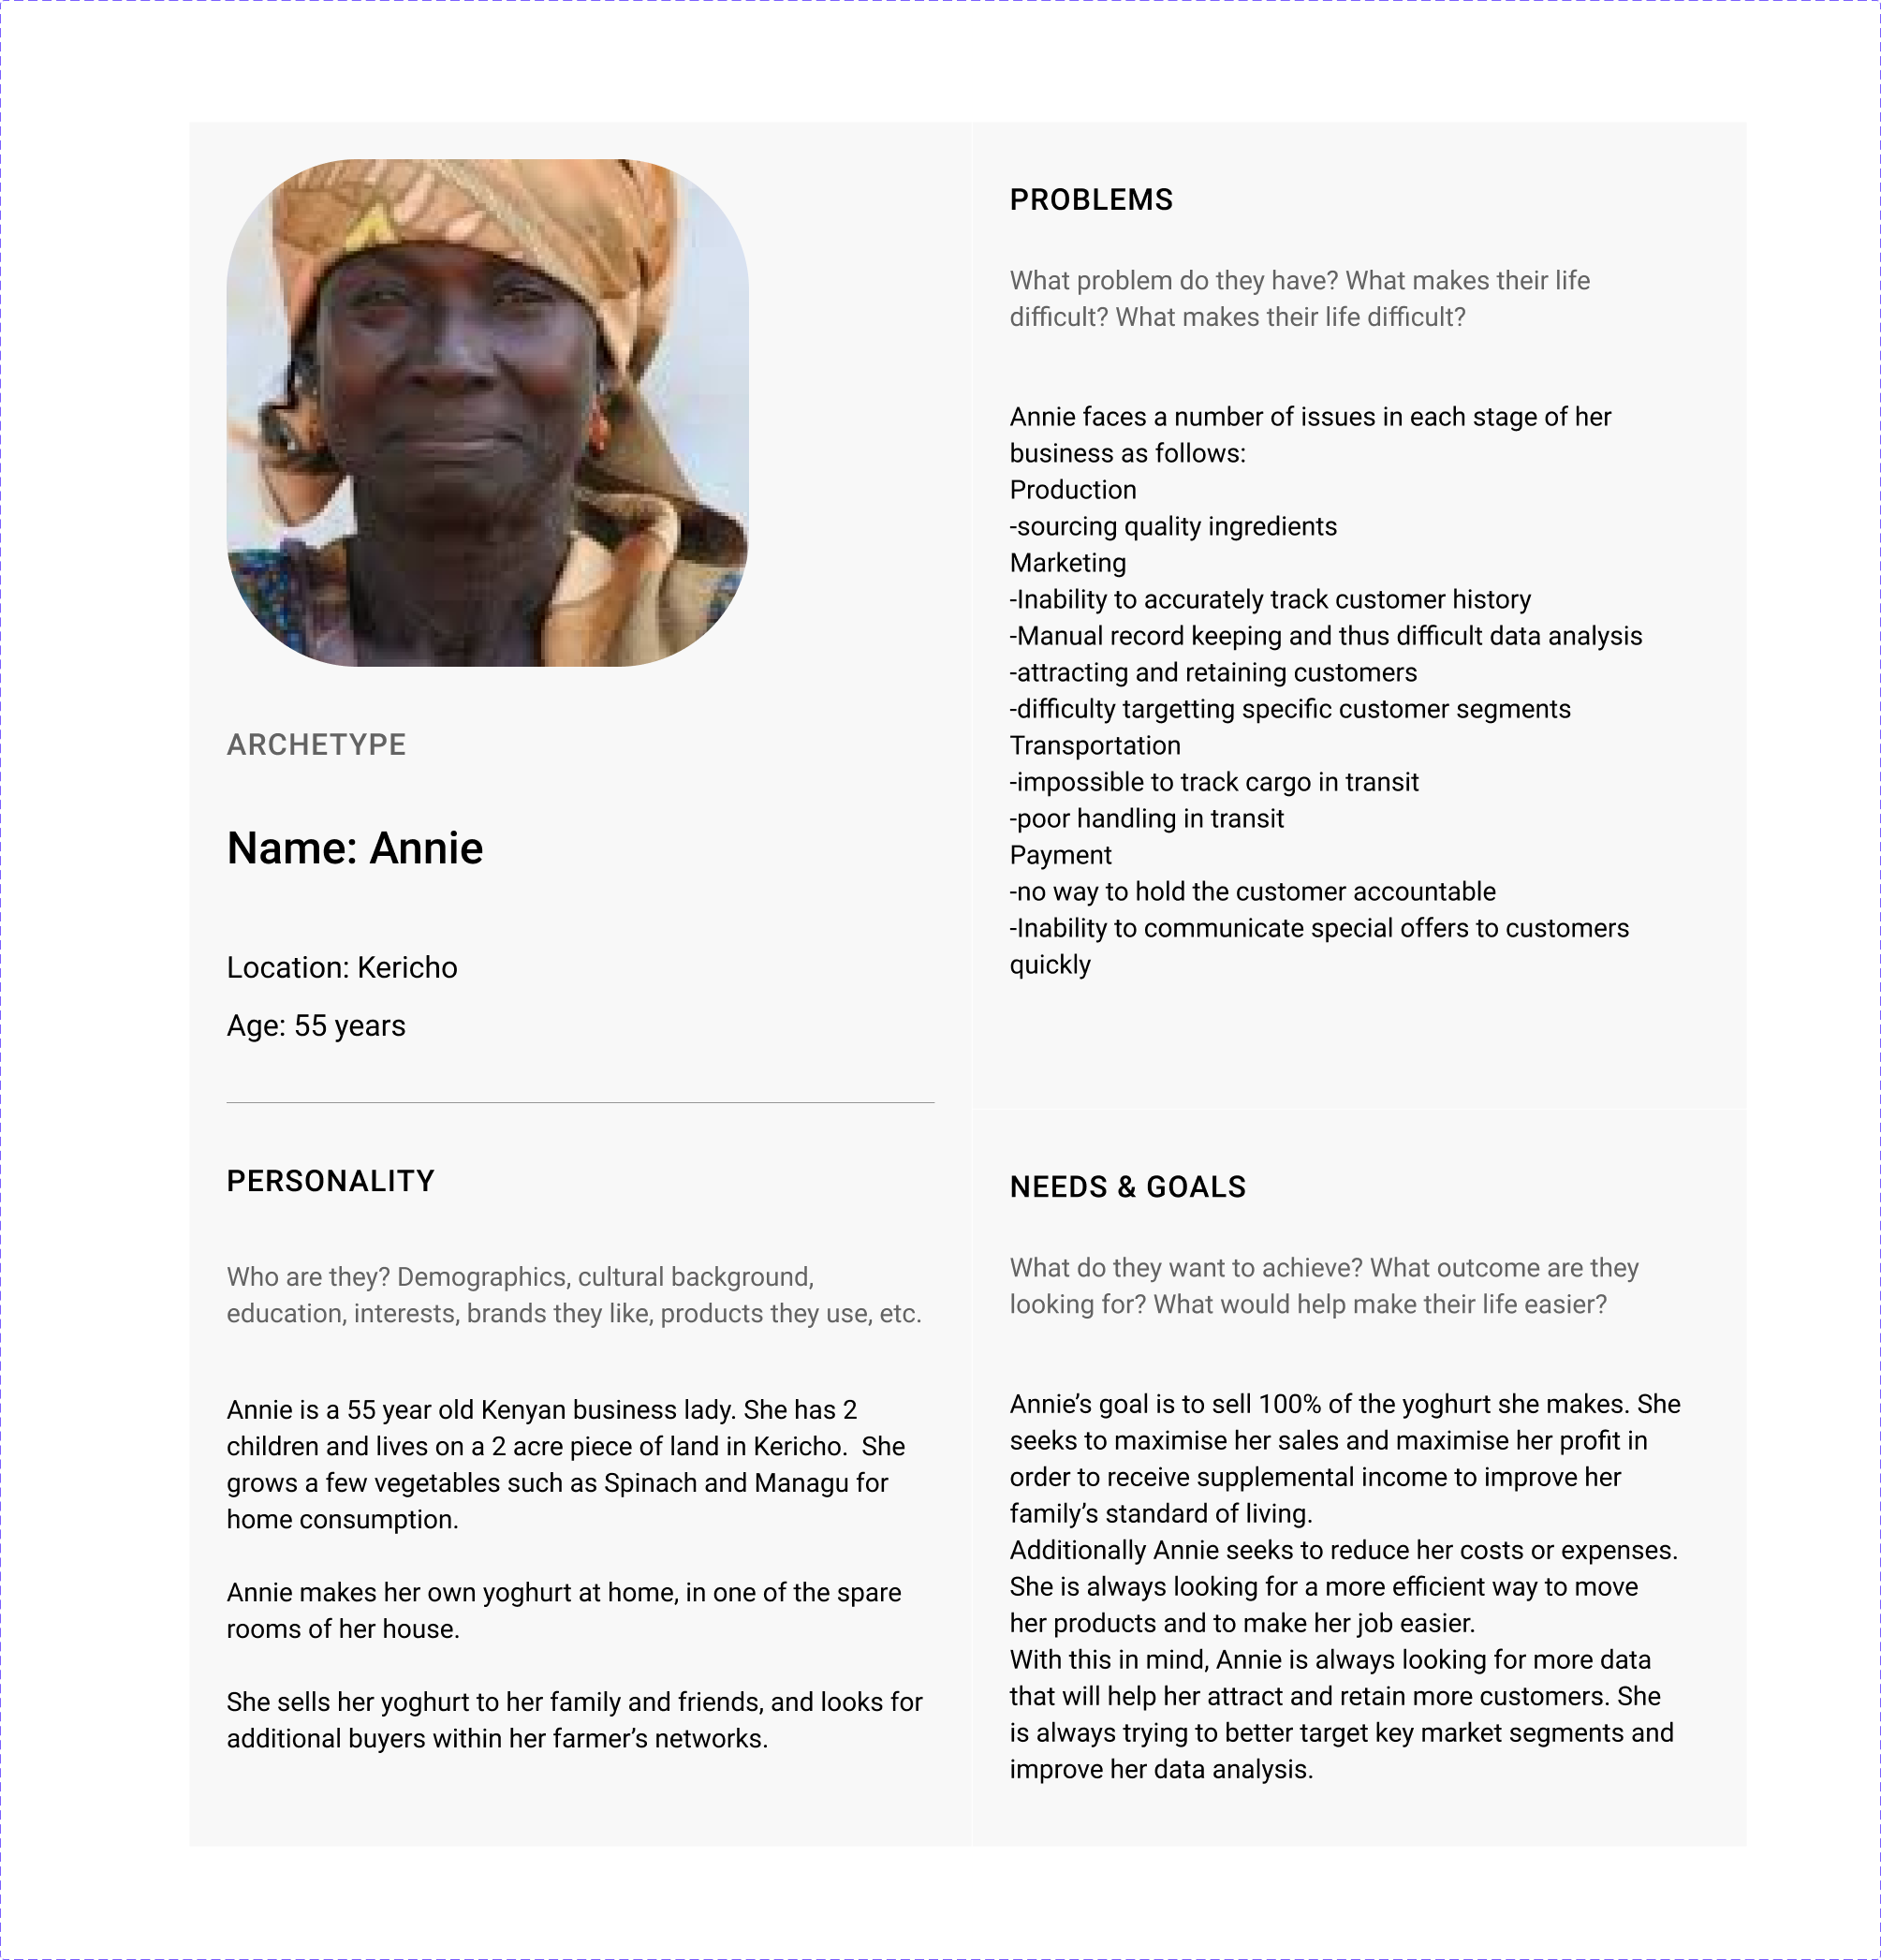 ARCHETYPE
Name: Annie
Location: Kericho
Age: 55 years
PERSONALITY
Who are they? Demographics, cultural background,
education, interests, brands they like, products they use, etc.
Annie is a 55 year old Kenyan business lady. She has 2
children and lives on a 2 acre piece of land in Kericho.  She
grows a few vegetables such as Spinach and Managu for
home consumption.
Annie makes her own yoghurt at home, in one of the spare
rooms of her house.
She sells her yoghurt to her family and friends, and looks for
additional buyers within her farmer’s networks.
PROBLEMS
What problem do they have? What makes their life
difficult? What makes their life difficult?
Annie faces a number of issues in each stage of her
business as follows:
Production
-sourcing quality ingredients
Marketing
-Inability to accurately track customer history
-Manual record keeping and thus difficult data analysis
-attracting and retaining customers
-difficulty targetting specific customer segments
Transportation
-impossible to track cargo in transit
-poor handling in transit
Payment
-no way to hold the customer accountable
-Inability to communicate special offers to customers
quickly
NEEDS & GOALS
What do they want to achieve? What outcome are they
looking for? What would help make their life easier?
Annie’s goal is to sell 100% of the yoghurt she makes. She
seeks to maximise her sales and maximise her profit in
order to receive supplemental income to improve her
family’s standard of living.
Additionally Annie seeks to reduce her costs or expenses.
She is always looking for a more efficient way to move
her products and to make her job easier.
With this in mind, Annie is always looking for more data
that will help her attract and retain more customers. She
is always trying to better target key market segments and
improve her data analysis.